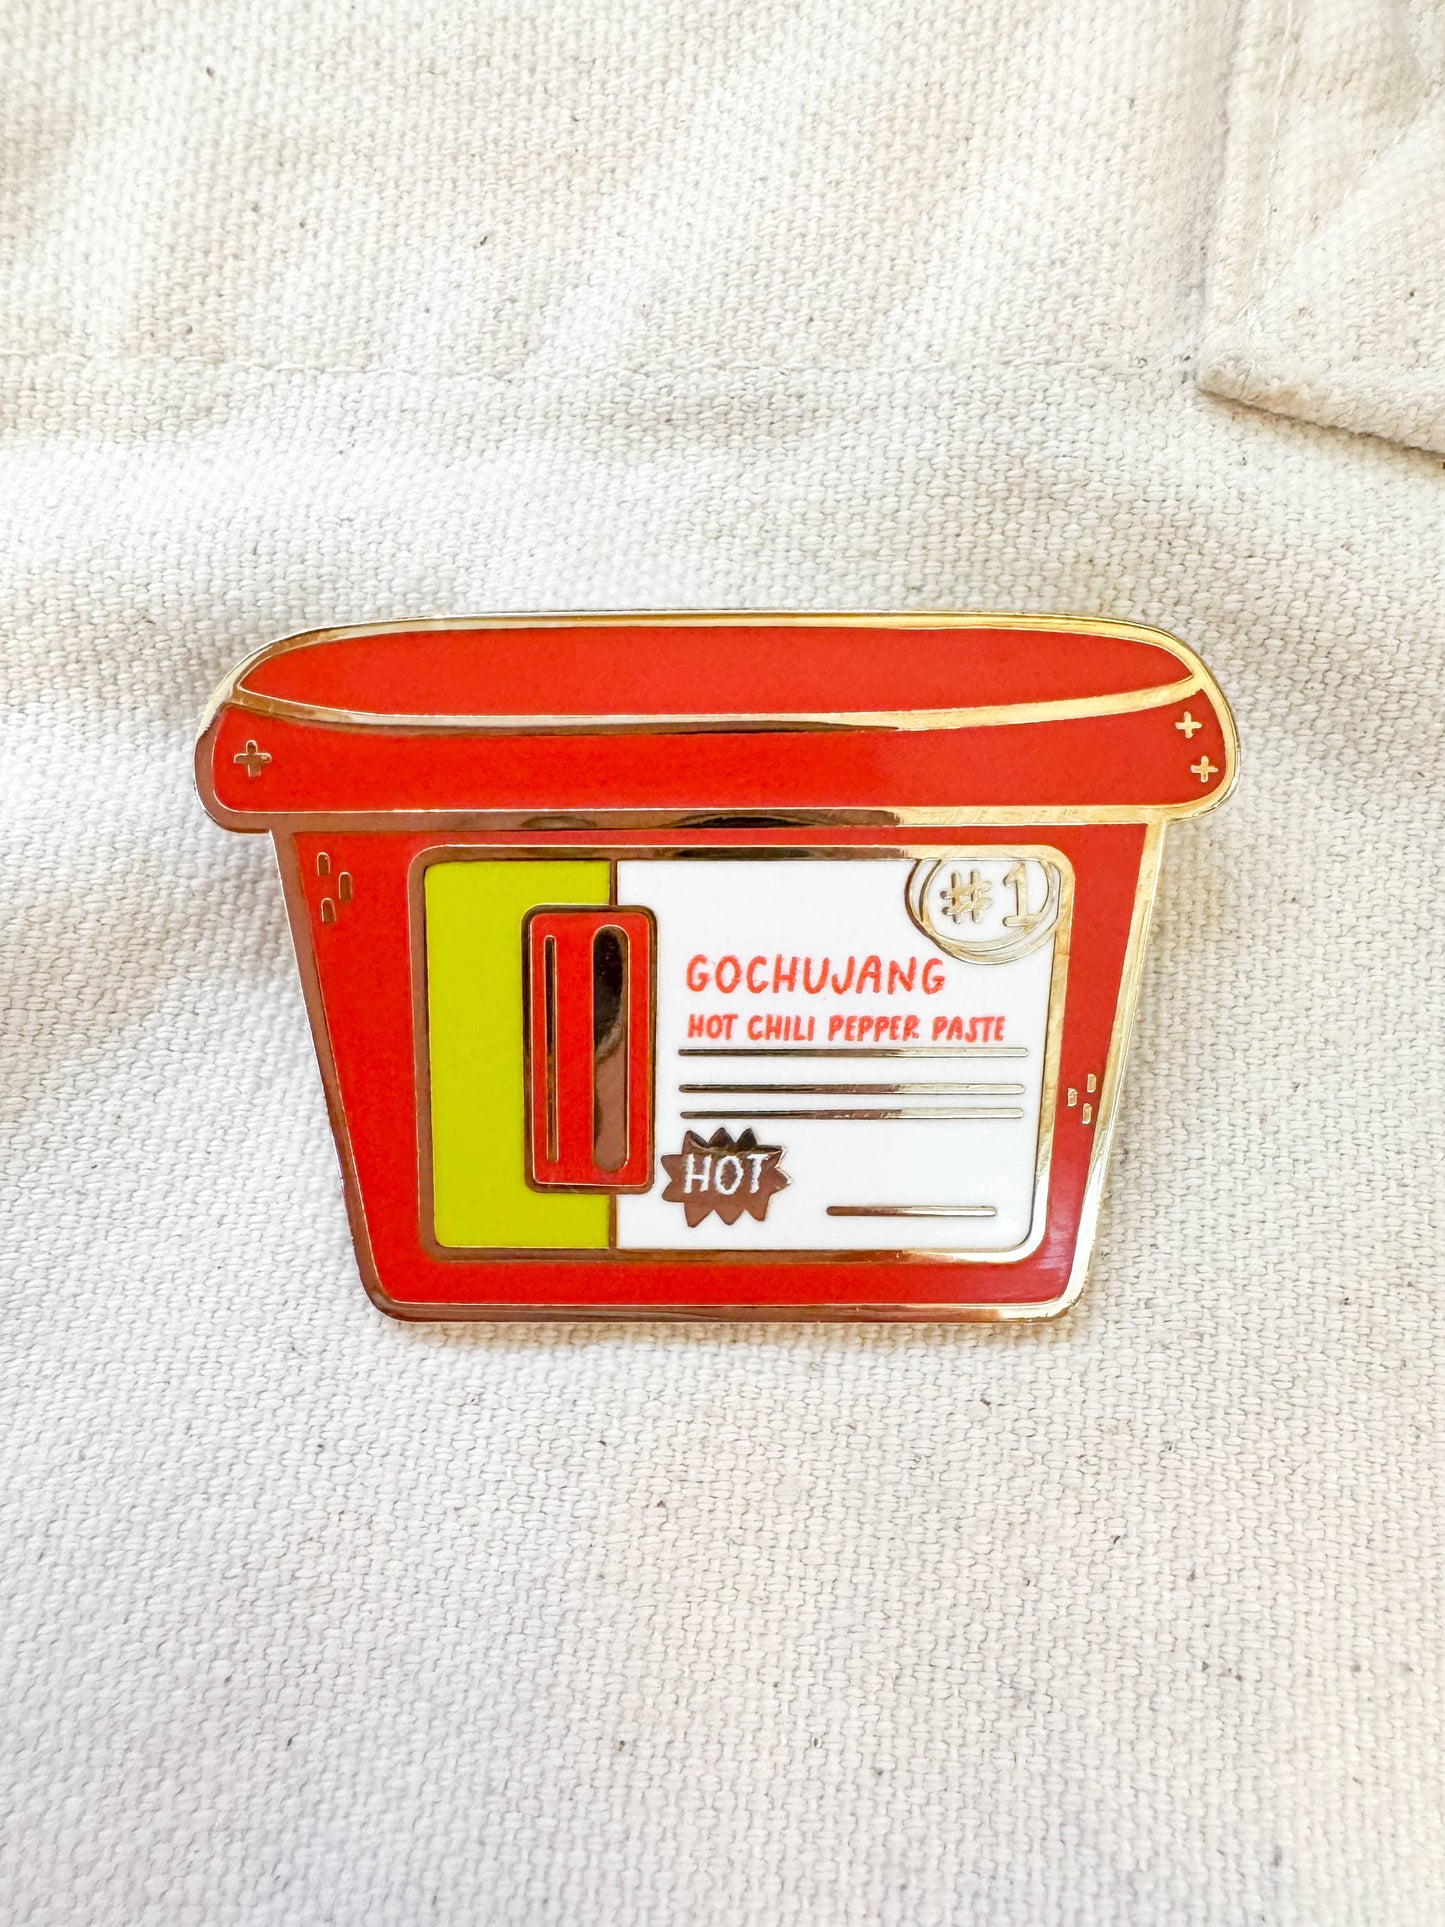 #1
GOCHUJANG
HOT CHILI PEPPER PASTE
HOT